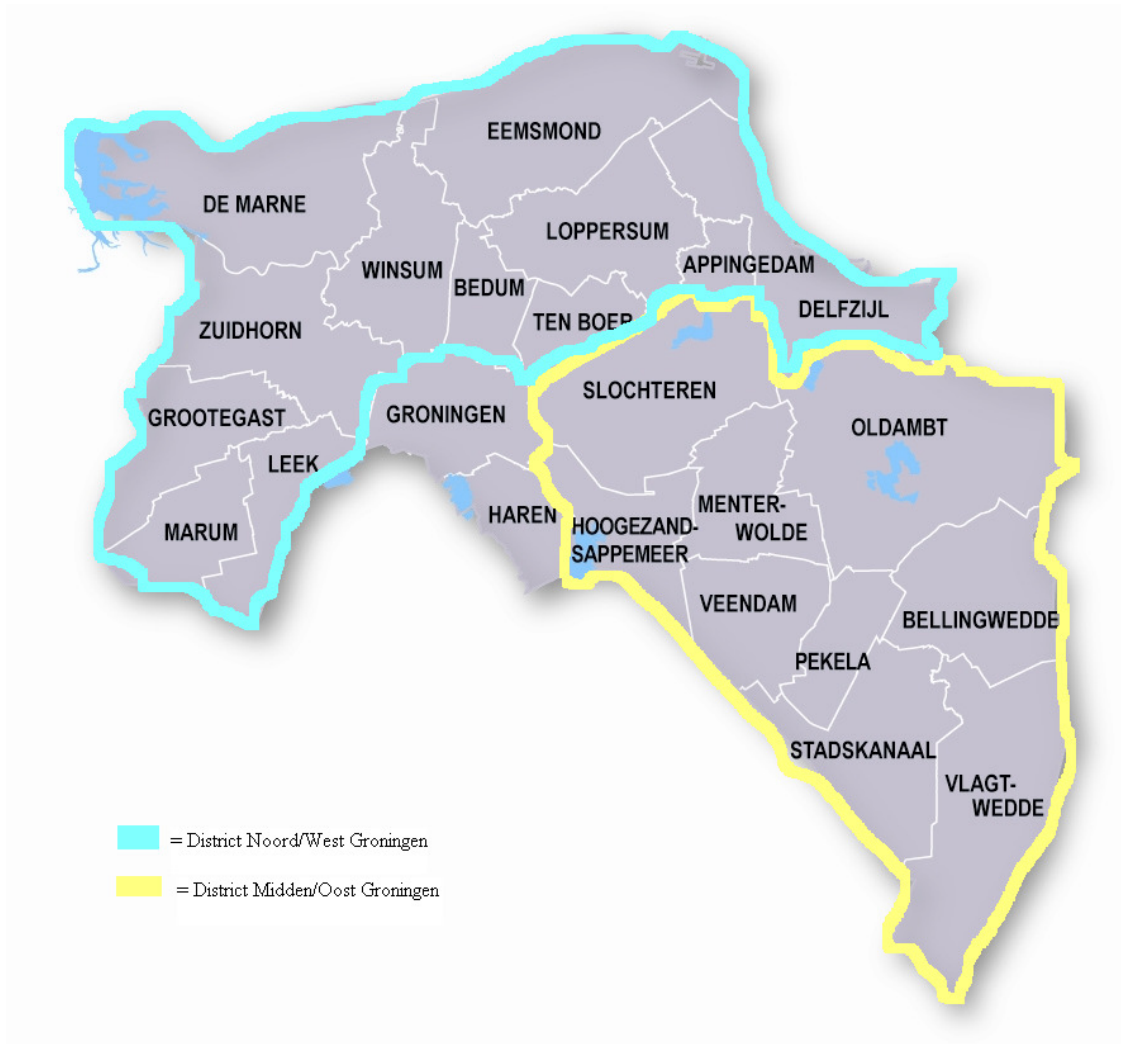 EEMSMOND
DE MARNE
LOPPERSUM
WINSUM
APPINGEDAM
BEDUM
DELFZIJL
TEN BOER
ZUIDHORN
SLOCHTEREN
GROOTEGAST
GRONINGEN
OLDAMBT
LEEK
MENTER-
WOLDE
HAREN
HOOGEZAND-
SAPPEMEER
MARUM
VEENDAM
BELLINGWEDDE
PEKELA
STADSKANAAL
VLAGT-
WEDDE
= District Noord/West Groningen
= District Midden/Oost Groningen